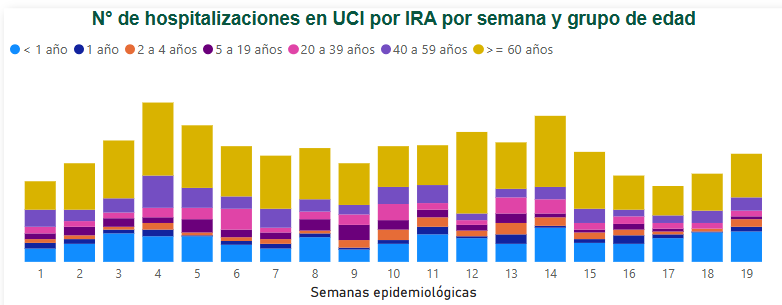 N° de hospitalizaciones en UCI por IRA por semana y grupo de edad
< 1 año 1 año 2 a 4 años 5 a 19 años 20 a 39 años 40 a 59 años >= 60 años
1 2 3 4 5 6 7 8 9 10 11 12 13 14 15 16 17 18 19
Semanas epidemiológicas